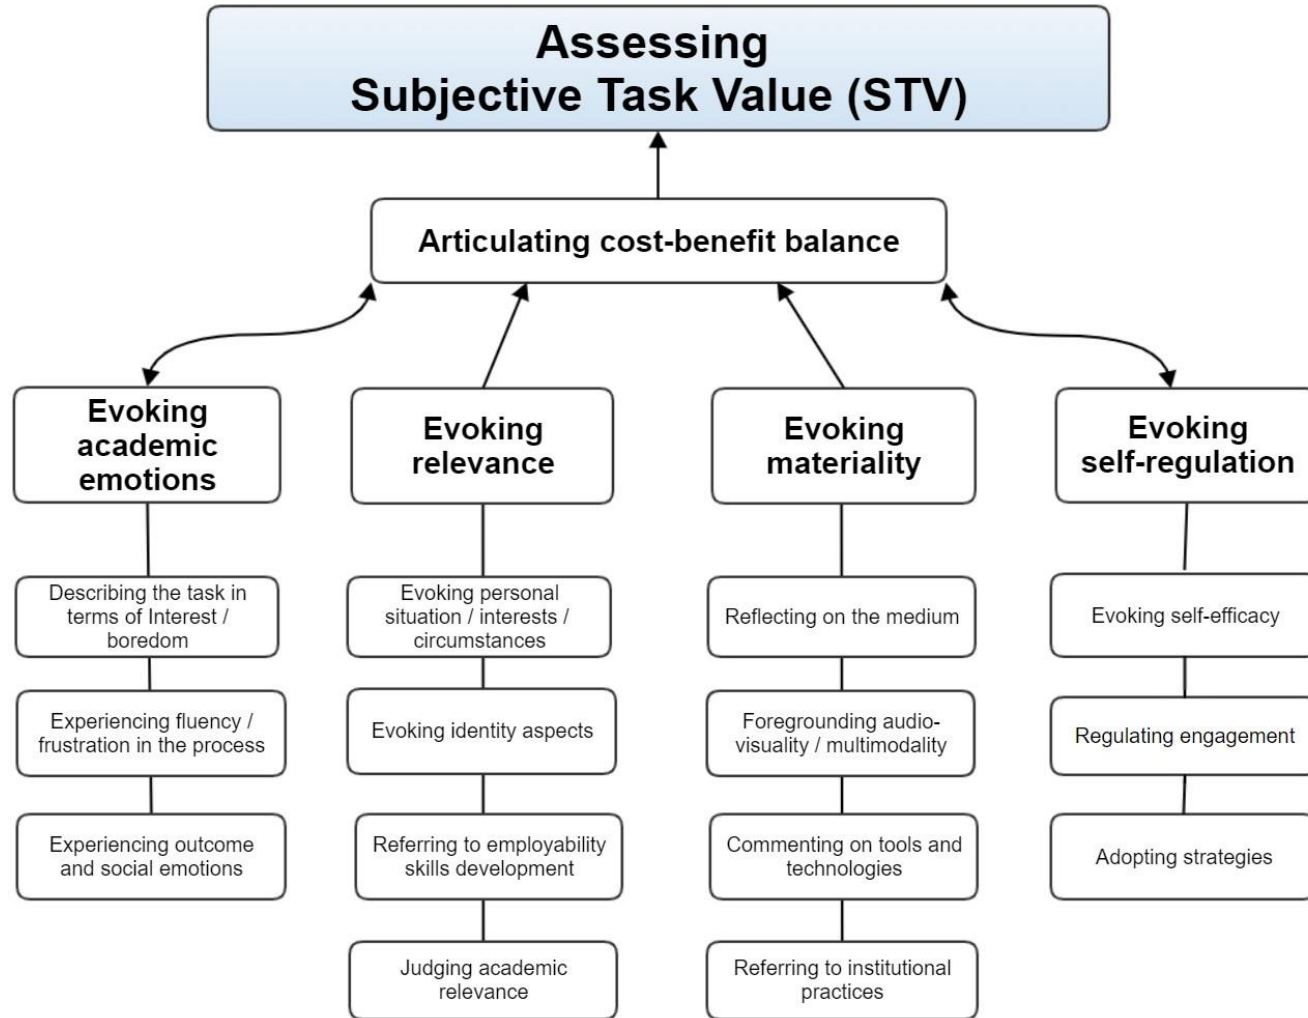 Assessing
Subjective Task Value (STV)
Articulating cost-benefit balance
Evoking
academic
emotions
Evoking
relevance
Evoking
materiality
Evoking
self-regulation
Describing the task in
terms of Interest /
boredom
Evoking personal
situation / interests /
circumstances
Reflecting on the medium
Evoking self-efficacy
Experiencing fluency /
frustration in the process
Evoking identity aspects
Foregrounding audio-
visuality / multimodality
Regulating engagement
Experiencing outcome
and social emotions
Referring to employability
skills development
Commenting on tools and
technologies
Adopting strategies
Judging academic
relevance
Referring to institutional
practices